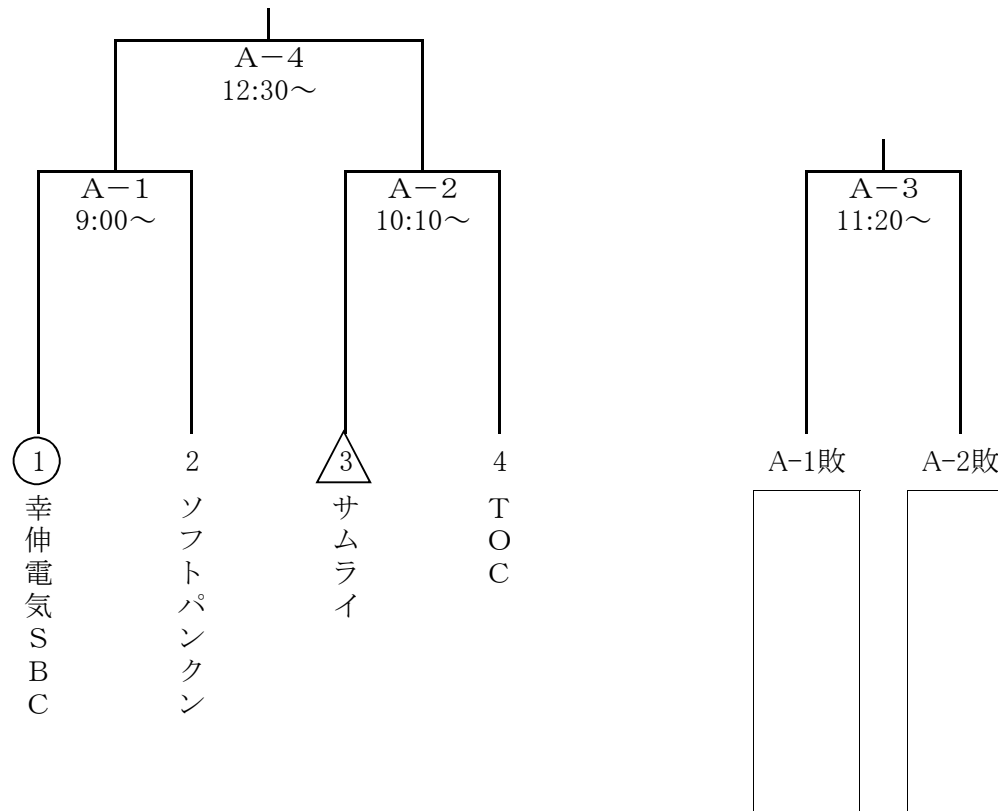 A－4
12:30～
A－1
9:00～
A－2
10:10～
A－3
11:20～
1
2
3
4
A-1敗
A-2敗
幸伸電気SBC
ソフトパンクン
サムライ
TOC